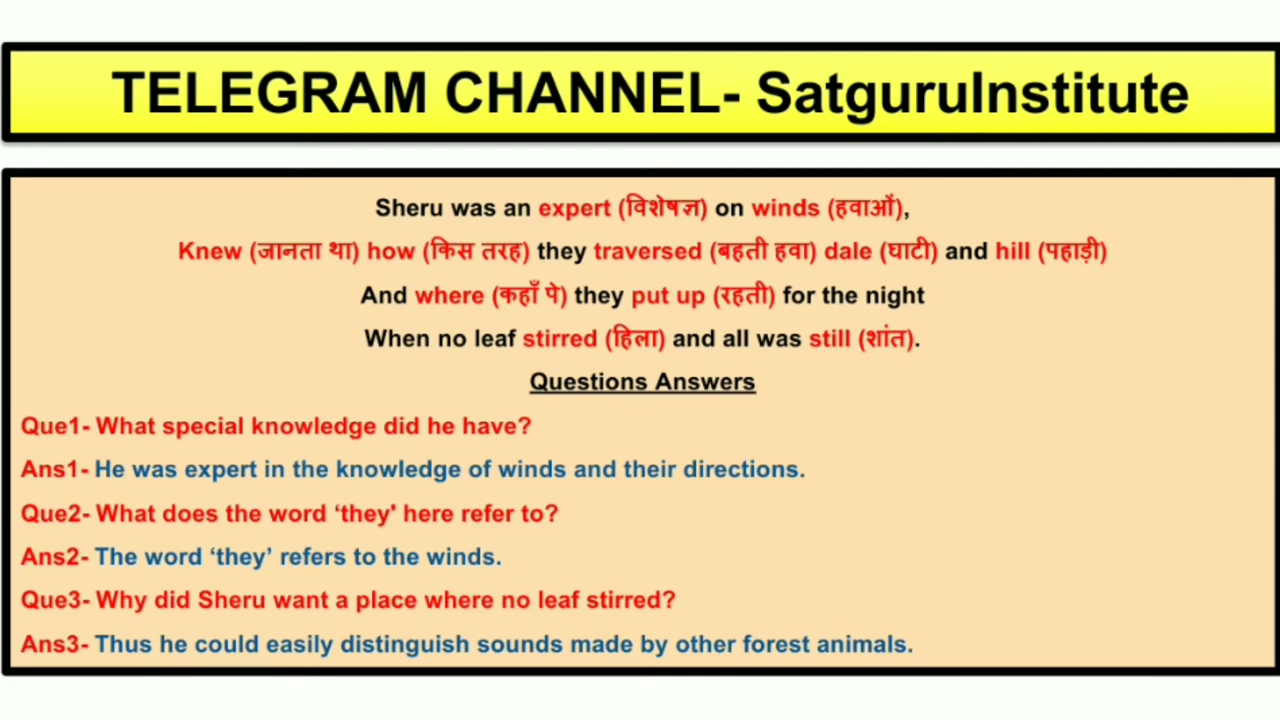 TELEGRAM CHANNEL- SatguruInstitute
Sheru was an expert (विशेषज्ञ) on winds (हवाओं),
Knew (जानता था) how (किस तरह) they traversed (बहती हवा) dale (घाटी) and hill (पहाड़ी)
And where (कहाँ पे) they put up (रहती) for the night
When no leaf stirred (हिला) and all was still (शांत).
Questions Answers
Que1- What special knowledge did he have?
Ans1- He was expert in the knowledge of winds and their directions.
Que2- What does the word ‘they' here refer to?
Ans2- The word ‘they’ refers to the winds.
Que3- Why did Sheru want a place where no leaf stirred?
Ans3- Thus he could easily distinguish sounds made by other forest animals.